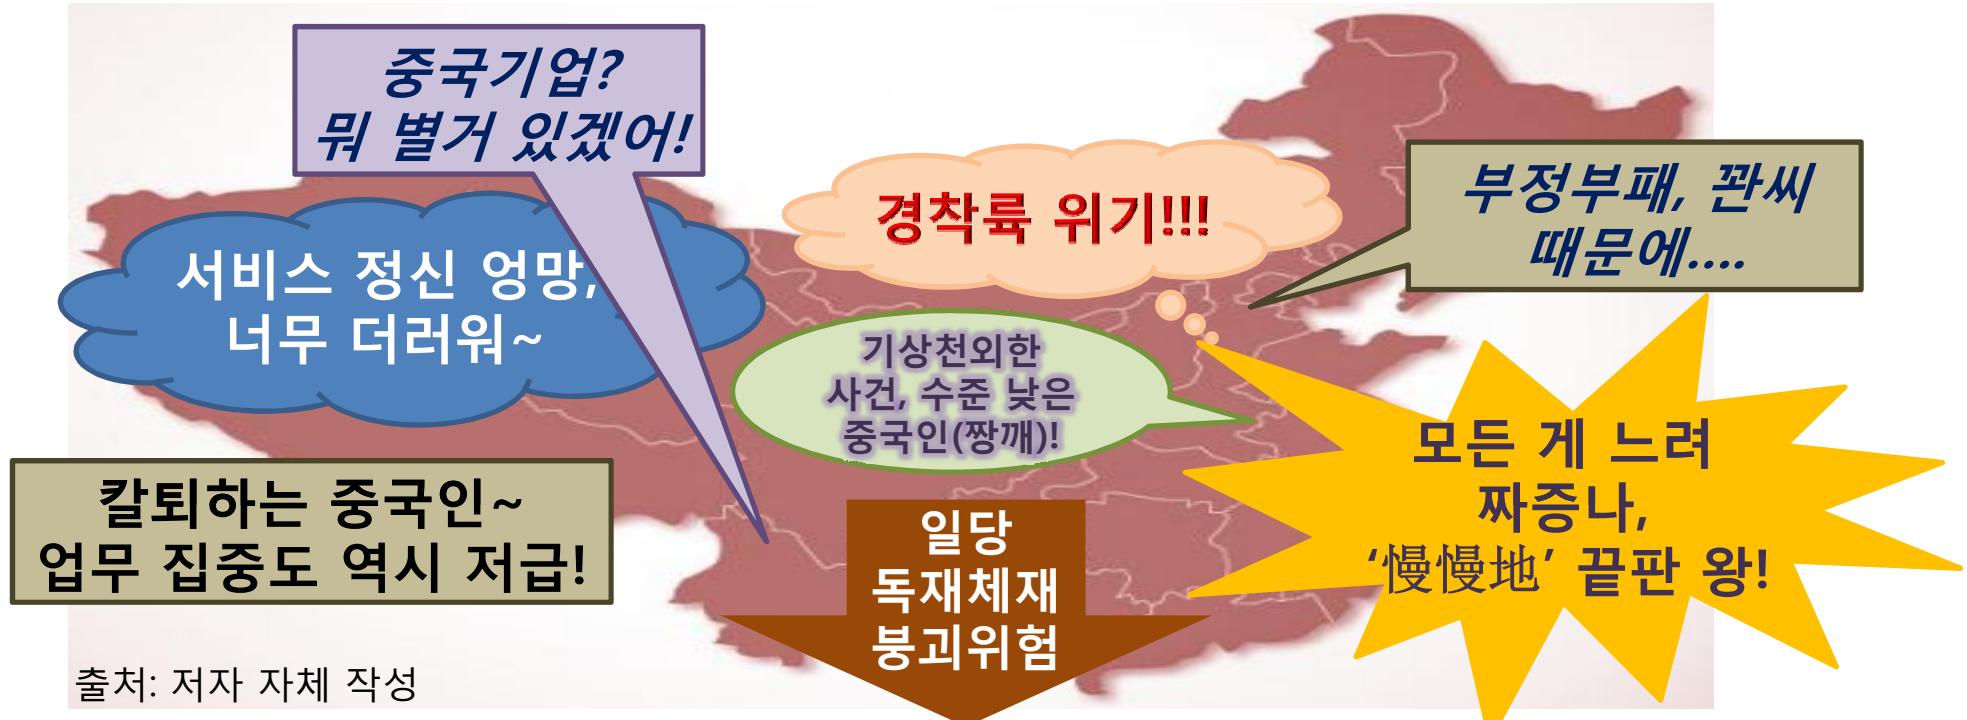 중국기업?
뭐 별거 있겠어!
서비스 정신 엉망,
너무 더러워~
경착륙 위기!!!
부정부패, 꽌씨
때문에....
기상천외한
사건, 수준 낮은
중국인(짱깨)!
칼퇴하는 중국인~
업무 집중도 역시 저급!
일당
독재체재
붕괴위험
모든 게 느려
짜증나,
‘慢慢地’ 끝판 왕!
출처: 저자 자체 작성